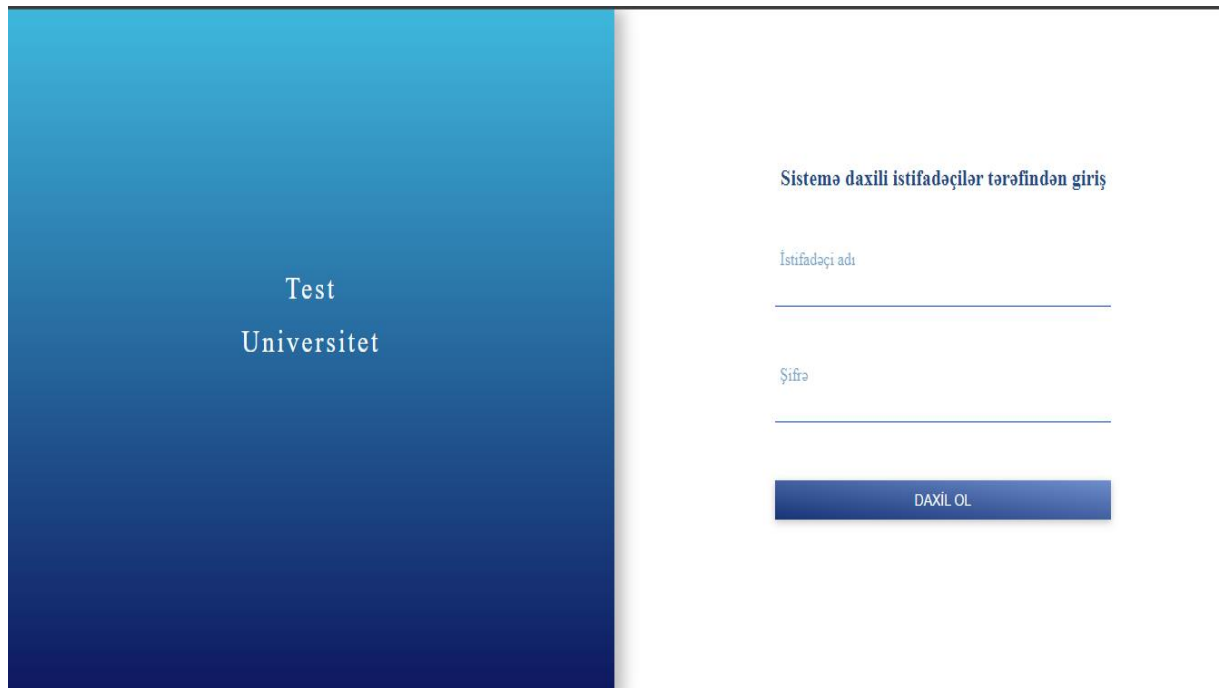 Test
Universitet
Sistemə daxili istifadəçilər tərəfindən giriş
İstifadəçi adı
Şifrə
DAXİL OL